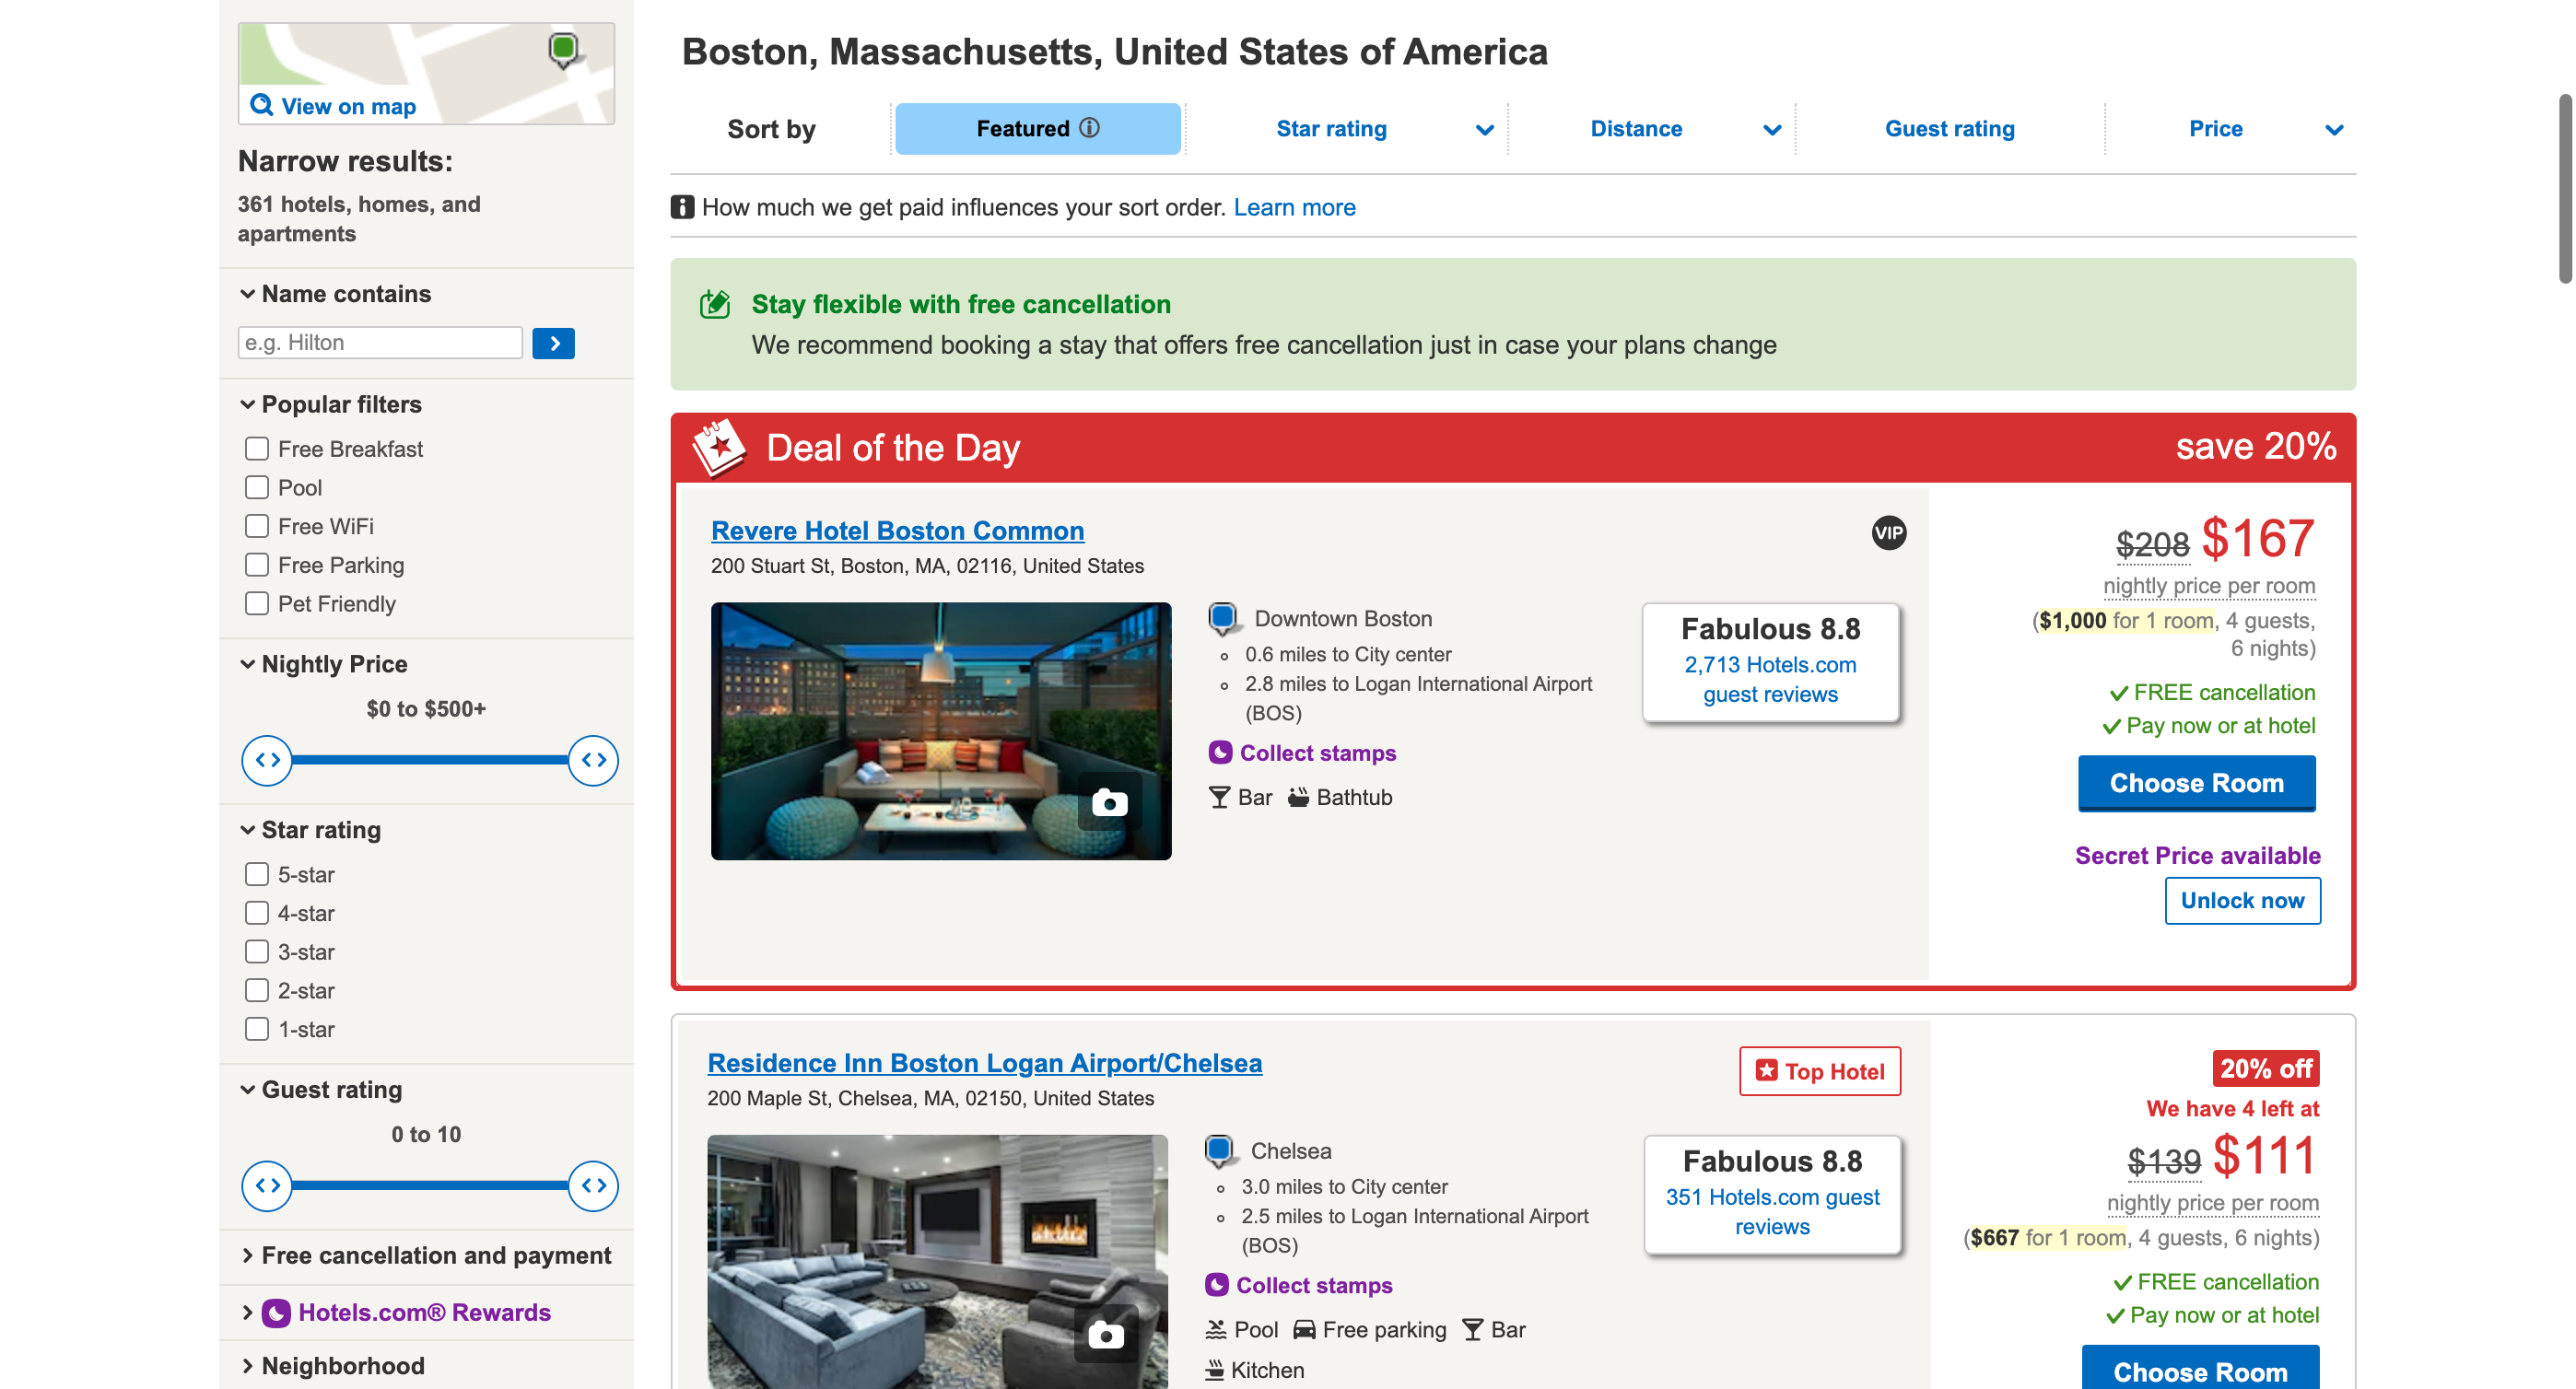 View on map
Narrow results:
361 hotels, homes, and
apartments
Name contains
e.g. Hilton
Popular filters
Free Breakfast
Pool
Free WiFi
Free Parking
Pet Friendly
Nightly Price
$0 to $500+
Star rating
5-star
4-star
3-star
2-star
1-star
Guest rating
0 to 10
Free cancellation and payment
Hotels.com® Rewards
Neighborhood
Boston, Massachusetts, United States of America
Sort by Featured Star rating Distance Guest rating Price
How much we get paid influences your sort order. Learn more
Stay flexible with free cancellation
We recommend booking a stay that offers free cancellation just in case your plans change
Deal of the Day save 20%
Revere Hotel Boston Common
VIP
200 Stuart St, Boston, MA, 02116, United States
Downtown Boston
0.6 miles to City center
2.8 miles to Logan International Airport
(BOS)
Collect stamps
Bar Bathtub
Fabulous 8.8
2,713 Hotels.com
guest reviews
$208 $167
nightly price per room
($1,000 for 1 room, 4 guests,
6 nights)
FREE cancellation
Pay now or at hotel
Choose Room
Secret Price available
Unlock now
Residence Inn Boston Logan Airport/Chelsea
Top Hotel
200 Maple St, Chelsea, MA, 02150, United States
Chelsea
3.0 miles to City center
2.5 miles to Logan International Airport
(BOS)
Collect stamps
Pool Free parking Bar
Kitchen
Fabulous 8.8
351 Hotels.com guest
reviews
20% off
We have 4 left at
$139 $111
nightly price per room
($667 for 1 room, 4 guests, 6 nights)
FREE cancellation
Pay now or at hotel
Choose Room